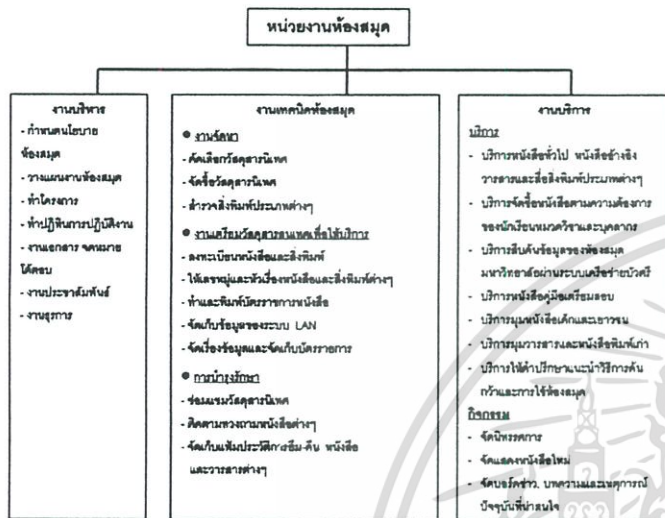 หน่วยงานห้องสมุด
งานบริหาร
- กำหนดนโยบาย
ห้องสมุด
- วางแผนงานห้องสมุด
- ทำโครงการ
- ทำปฏิทินการปฏิบัติงาน
- งานเอกสาร จดหมาย
โต้ตอบ
- งานประชาสัมพันธ์
- งานธุรการ
งานเทคนิคห้องสมุด
● งานจัดหา
- คัดเลือกวัสดุสารนิเทศ
- จัดซื้อวัสดุสารนิเทศ
- สำรวจสิ่งพิมพ์ประเภทต่างๆ
● งานเตรียมวัสดุสารสนเทศเพื่อให้บริการ
- ลงทะเบียนหนังสือและสิ่งพิมพ์
- ให้เลขหมู่และหัวเรื่องหนังสือและสิ่งพิมพ์ต่างๆ
- ทำและพิมพ์บัตรรายการหนังสือ
- จัดเก็บข้อมูลของระบบ LAN
- จัดเรียงข้อมูลและจัดเก็บบัตรรายการ
● การบำรุงรักษา
- ซ่อมแซมวัสดุสารนิเทศ
- ติดตามทวงถามหนังสือต่างๆ
- จัดเก็บแฟ้มประวัติการยืม-คืน หนังสือ
และวารสารต่างๆ
งานบริการ
บริการ
- บริการหนังสือทั่วไป หนังสืออ้างอิง
วารสารและสื่อสิ่งพิมพ์ประเภทต่างๆ
- บริการจัดซื้อหนังสือตามความต้องการ
ของนักเรียนหมวดวิชาและบุคลากร
- บริการสืบค้นข้อมูลของห้องสมุด
มหาวิทยาลัยผ่านระบบเครือข่ายบัวศรี
- บริการหนังสือคู่มือเตรียมสอบ
- บริการมุมหนังสือเด็กและเยาวชน
- บริการมุมวารสารและหนังสือพิมพ์เก่า
- บริการให้คำปรึกษาแนะนำวิธีการค้น
คว้าและการใช้ห้องสมุด
กิจกรรม
- จัดนิทรรศการ
- จัดแสดงหนังสือใหม่
- จัดบอร์ดข่าว, บทความและเหตุการณ์
ปัจจุบันที่น่าสนใจ